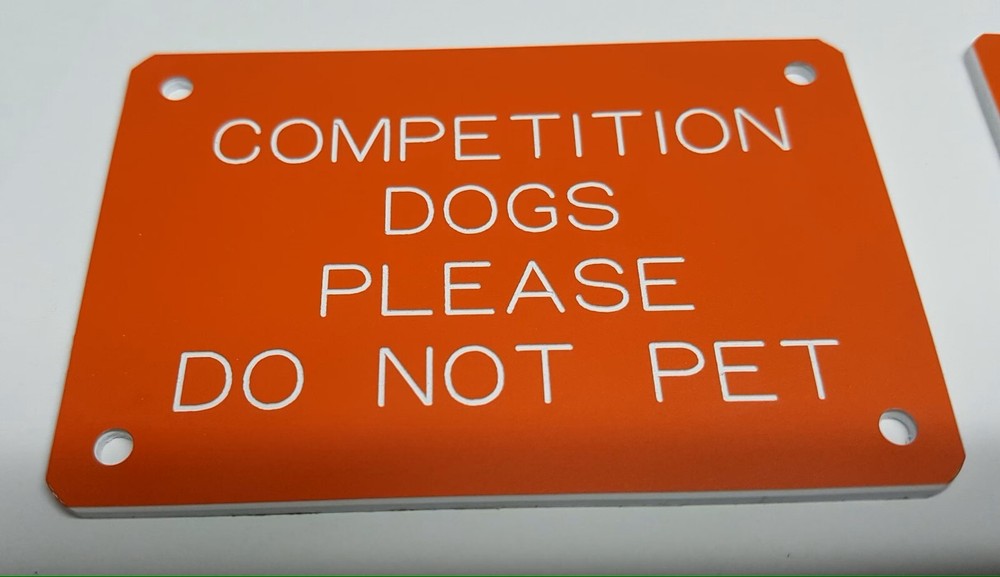 COMPETITION
DOGS
PLEASE
DO NOT PET